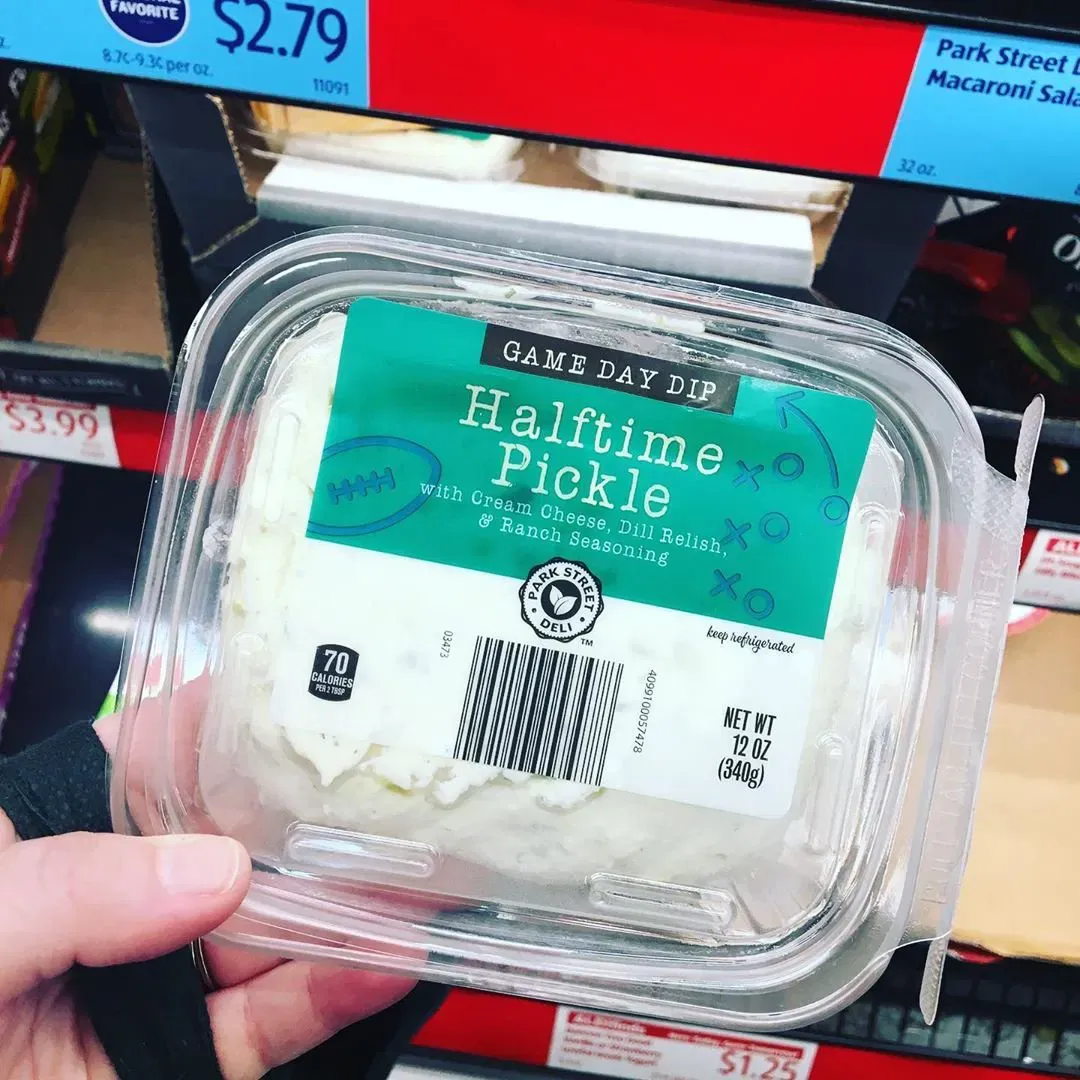 FAVORITE
$2.79
8.7¢-9.3¢ per oz.
11091
Park Street
Macaroni
32 oz.
$3.99
GAME DAY DIP
Halftime
Pickle
with Cream Cheese, Dill Relish,
& Ranch Seasoning
PARK STREET
DELI
TM
keep refrigerated
70
CALORIES
PER 2 TBSP
03473
4099100057478
NET WT
12 OZ
(340g)
$1.25